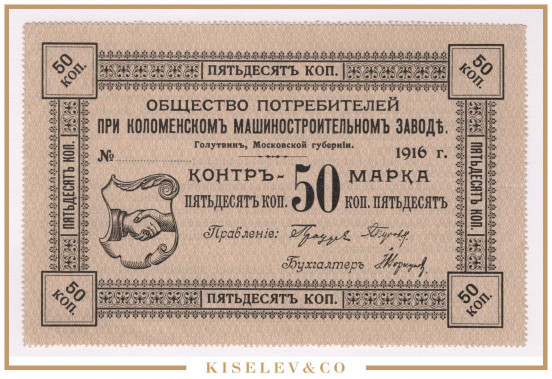 50 КОП.
ПЯТЬДЕСЯТЪ КОП.
50 КОП.
ОБЩЕСТВО ПОТРЕБИТЕЛЕЙ
ПРИ КОЛОМЕНСКОМЪ МАШИНОСТРОИТЕЛЬНОМЪ ЗАВОДѢ.
Голутвинъ, Московской губерніи.
№ 1916 г.
КОНТРЪ- 50 МАРКА
ПЯТЬДЕСЯТЪ КОП. КОП. ПЯТЬДЕСЯТЪ
Правленіе:
Бухгалтеръ
ПЯТЬДЕСЯТЪ КОП.
ПЯТЬДЕСЯТЪ КОП.
50 КОП.
ПЯТЬДЕСЯТЪ КОП.
50 КОП.
KISELEV&CO